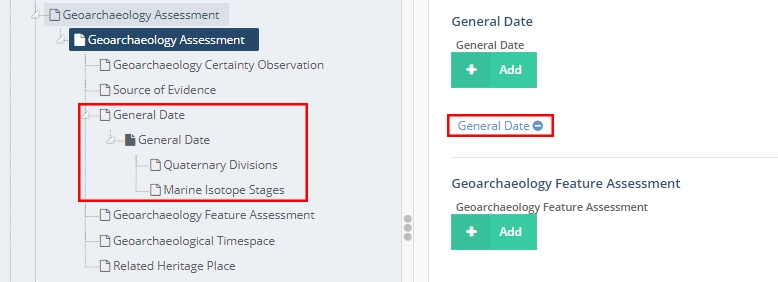 Geoarchaeology Assessment
Geoarchaeology Assessment
Geoarchaeology Certainty Observation
Source of Evidence
General Date
General Date
Quaternary Divisions
Marine Isotope Stages
Geoarchaeology Feature Assessment
Geoarchaeological Timespace
Related Heritage Place
General Date
General Date
+ Add
General Date
Geoarchaeology Feature Assessment
Geoarchaeology Feature Assessment
+ Add